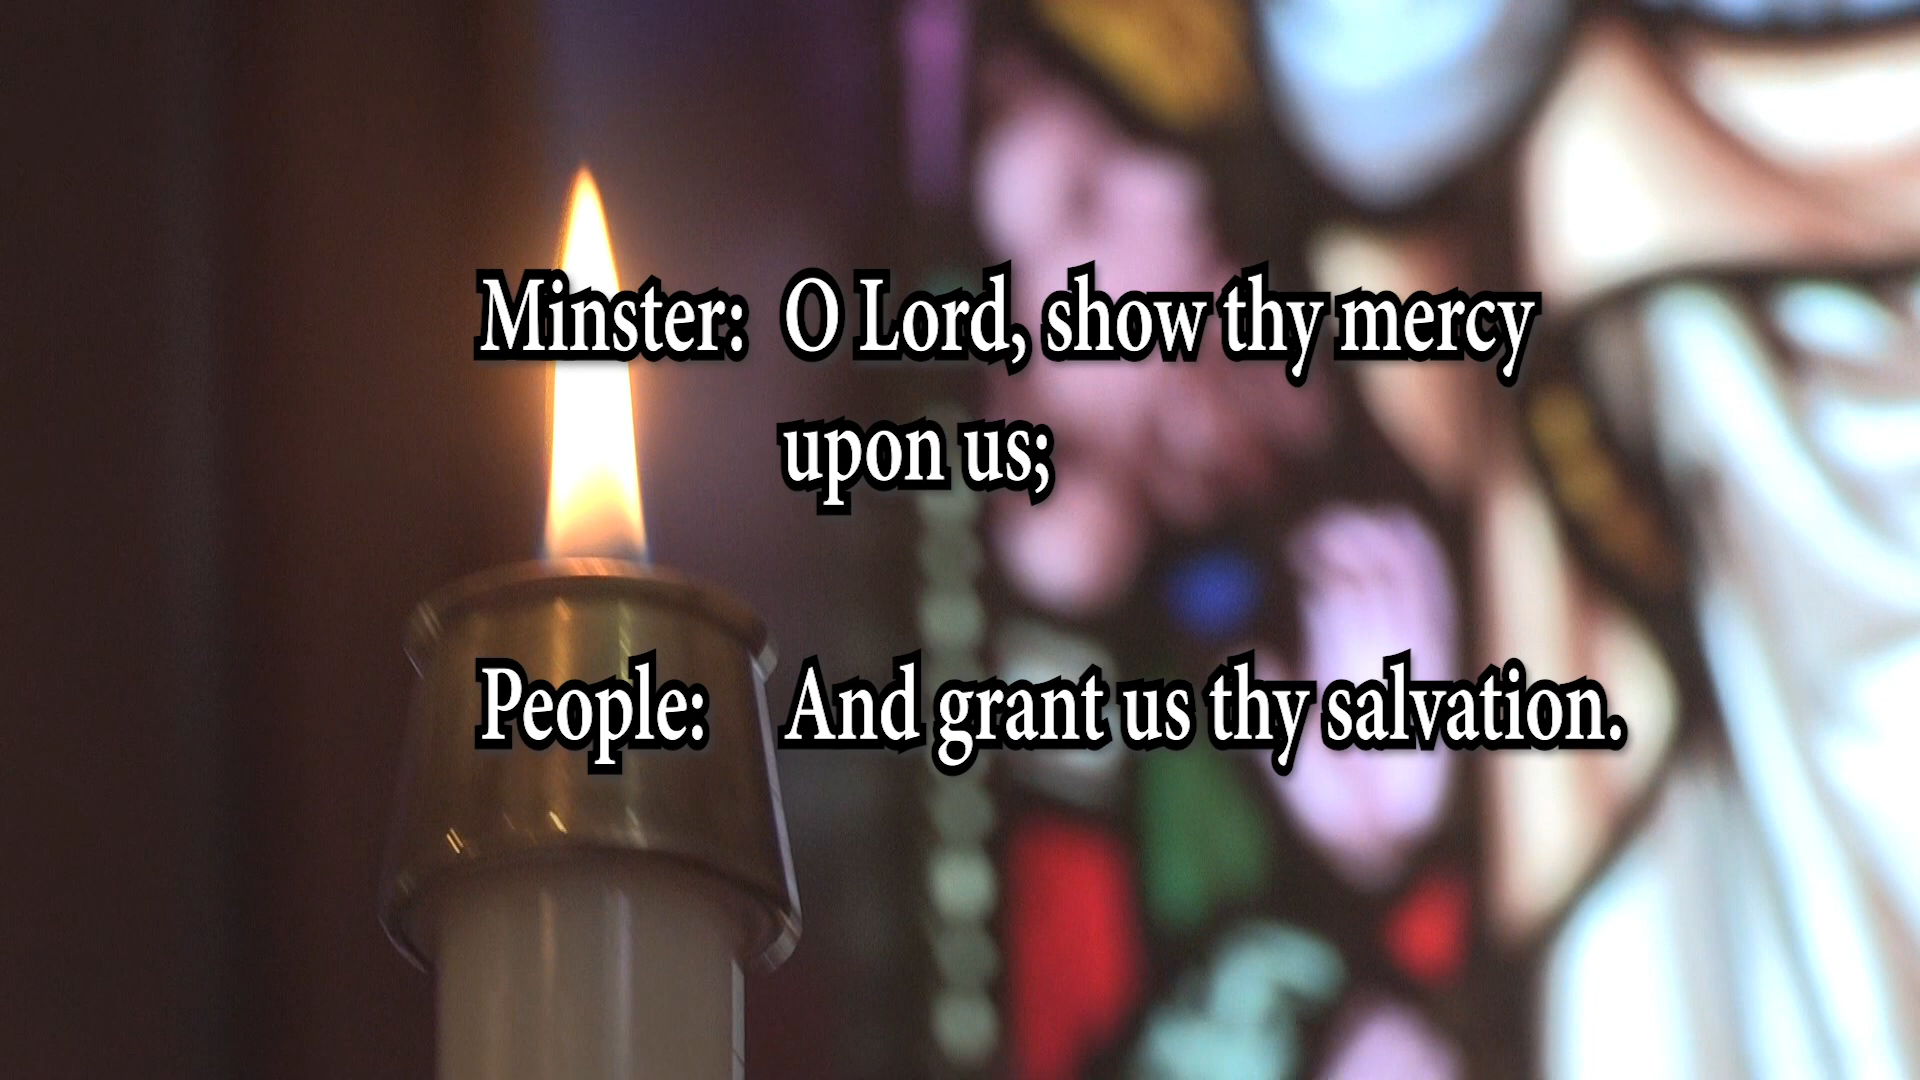 Minster: O Lord, show thy mercy
upon us;
People: And grant us thy salvation.